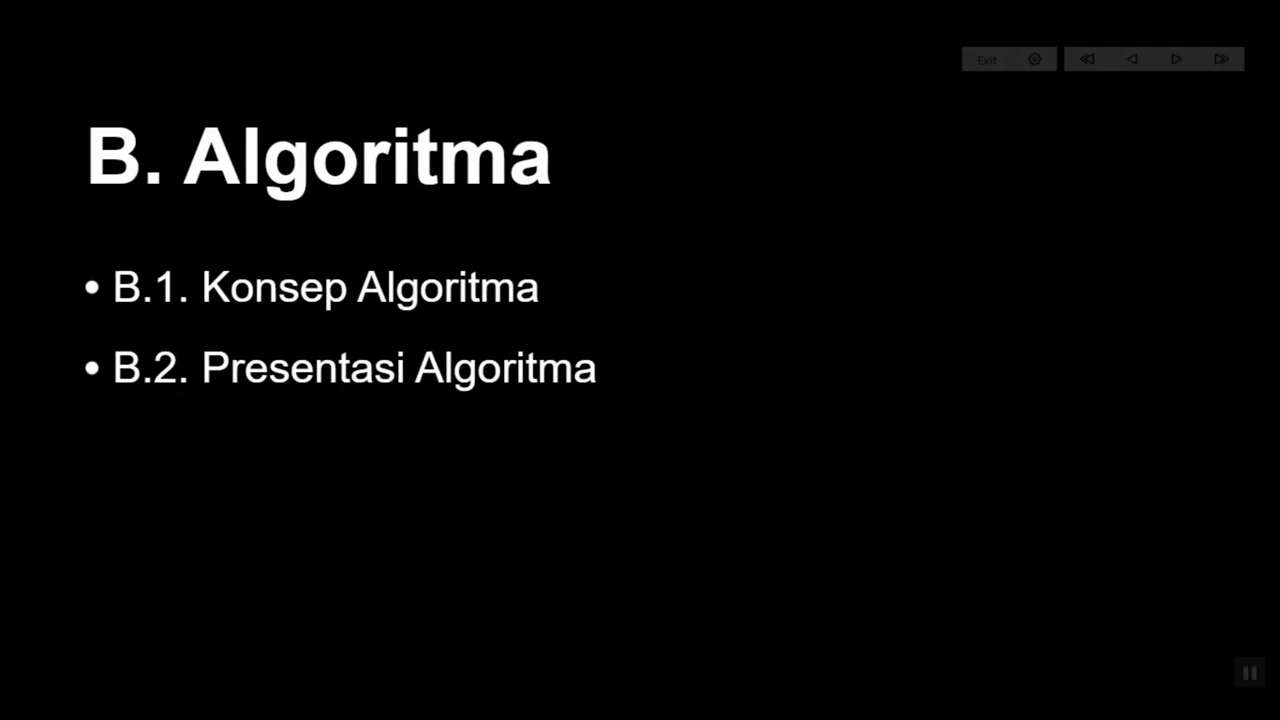 Exit
B. Algoritma
• B.1. Konsep Algoritma
• B.2. Presentasi Algoritma